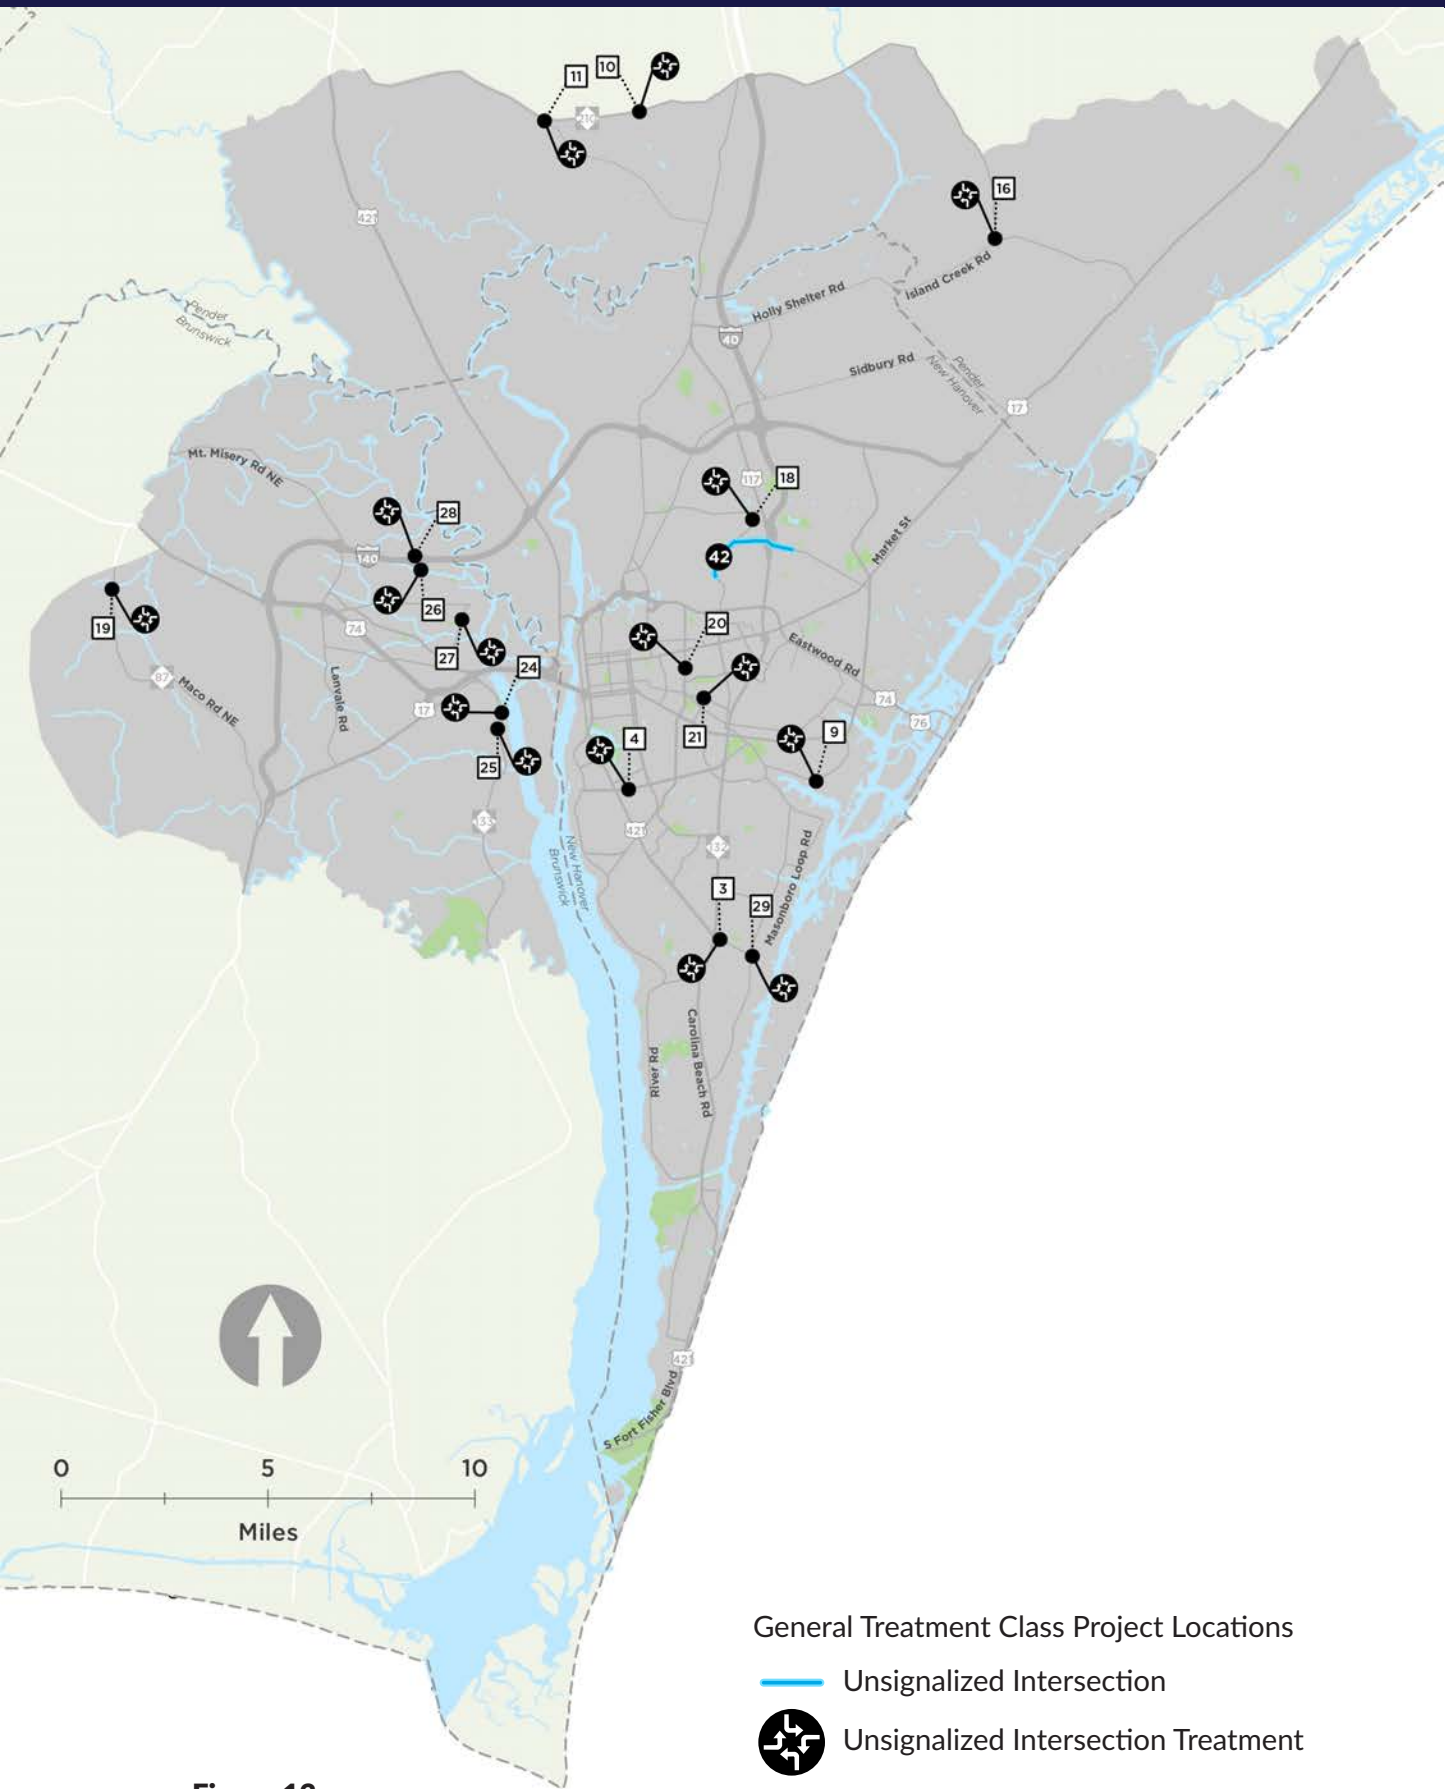 11
10
210
16
421
Island Creek Rd
Holly Shelter Rd
40
Pender
Brunswick
Sidbury Rd
Pender
New Hanover
17
Mt. Misery Rd NE
117
18
28
140
42
Market St
19
26
74
20
Eastwood Rd
27
24
87
Maco Rd NE
Lanvale Rd
17
74
76
25
4
21
9
133
421
132
New Hanover
Brunswick
Masonboro Loop Rd
3
29
River Rd
Carolina Beach Rd
421
S Fort Fisher Blvd
0 5 10
Miles
General Treatment Class Project Locations
Unsignalized Intersection
Unsignalized Intersection Treatment